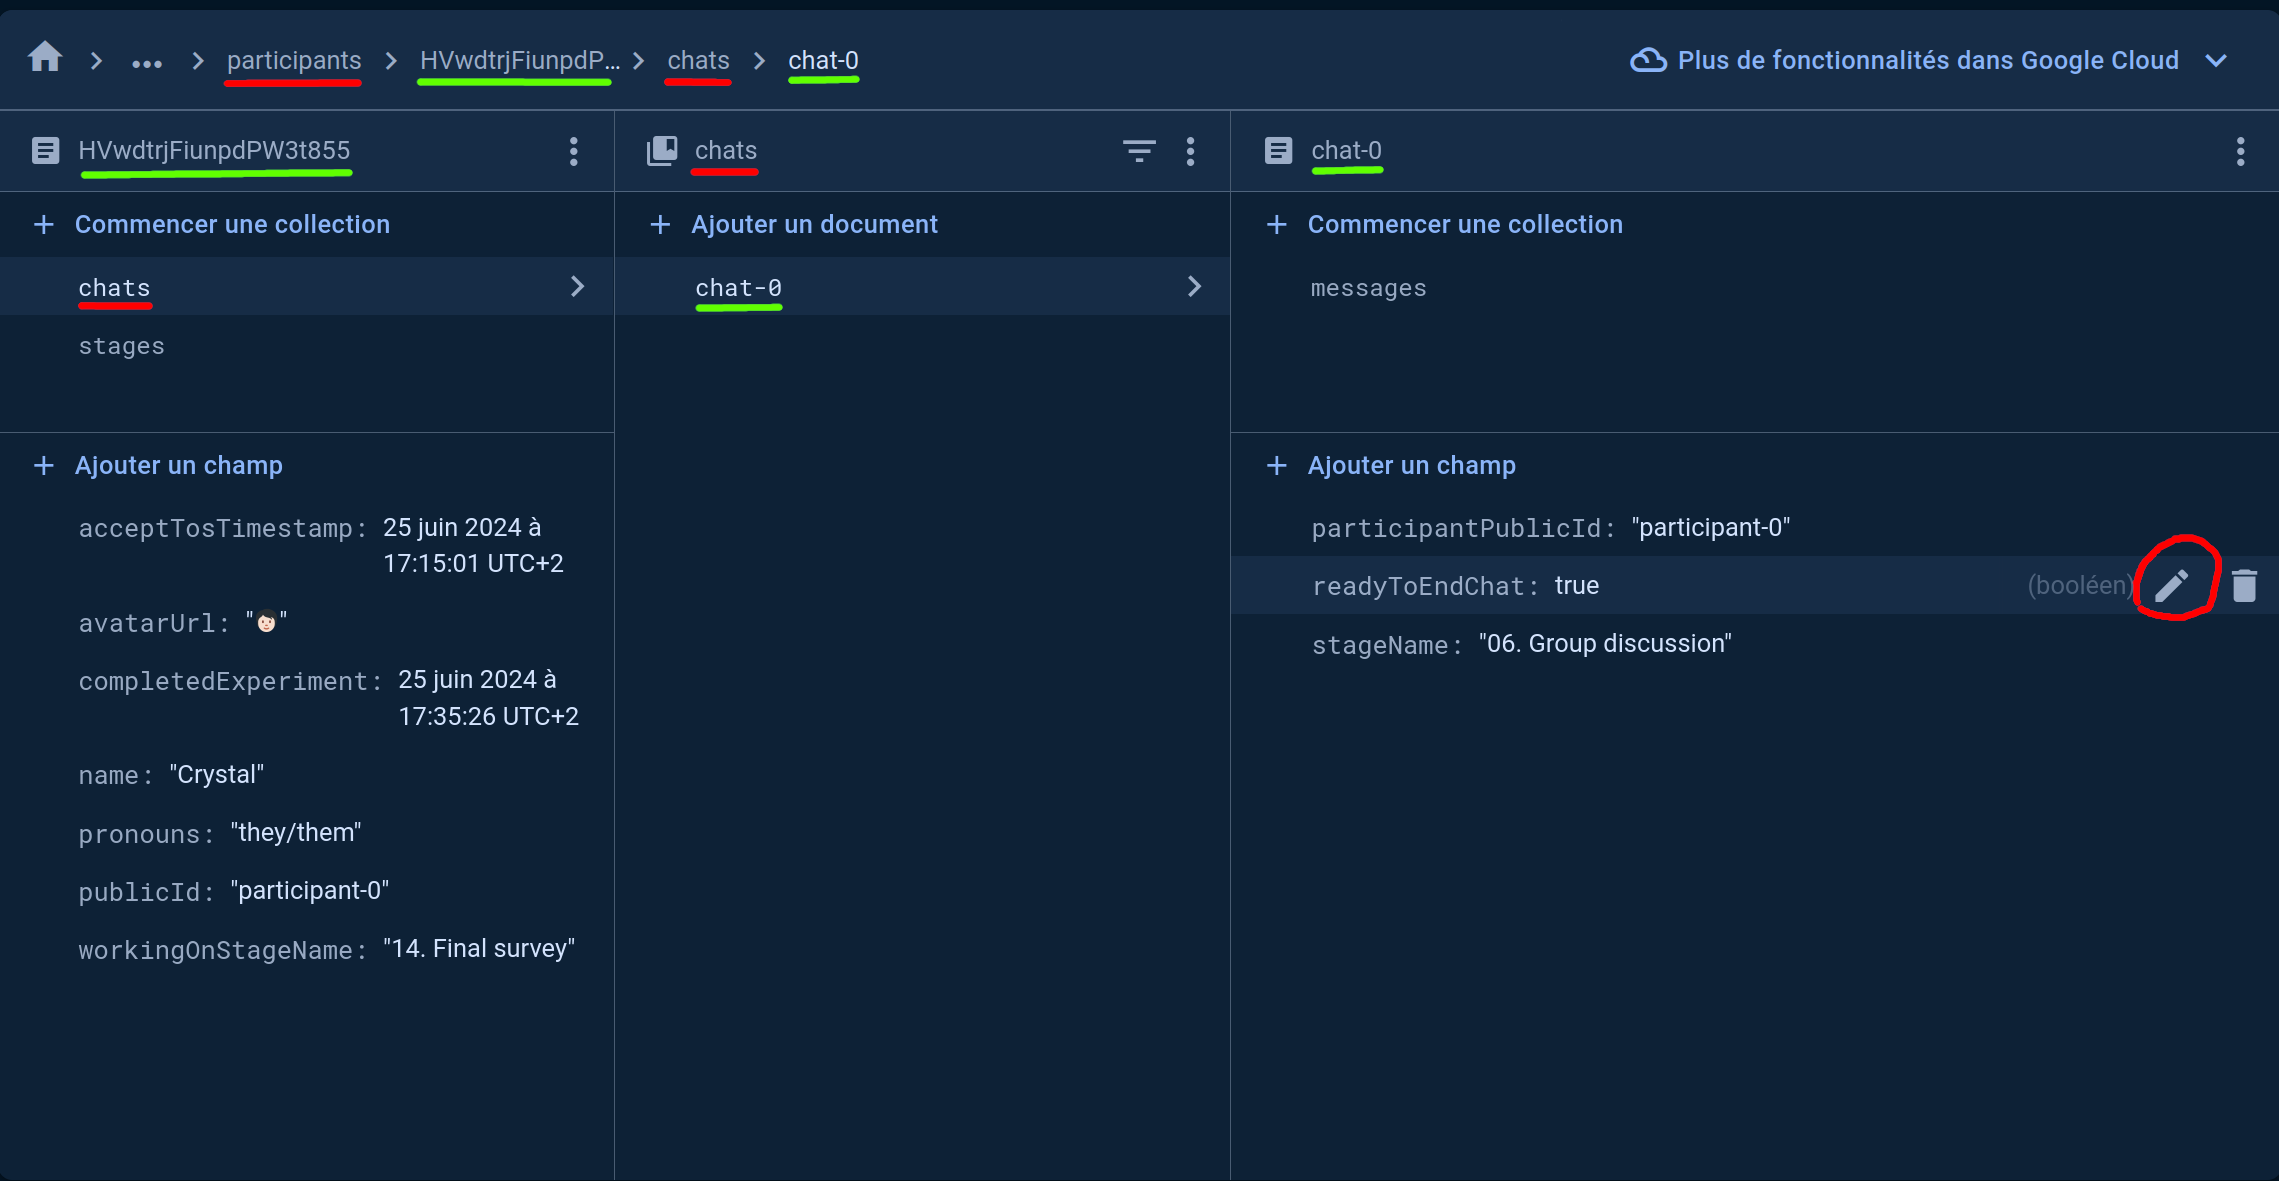 ... participants HVwdtrjFiunpdP... chats chat-0 Plus de fonctionnalités dans Google Cloud
HVwdtrjFiunpdPW3t855
Commencer une collection
chats
stages
Ajouter un champ
acceptTosTimestamp: 25 juin 2024 à
17:15:01 UTC+2
avatarUrl: "🧑🏻"
completedExperiment: 25 juin 2024 à
17:35:26 UTC+2
name: "Crystal"
pronouns: "they/them"
publicId: "participant-0"
workingOnStageName: "14. Final survey"
chats
Ajouter un document
chat-0
chat-0
Commencer une collection
messages
Ajouter un champ
participantPublicId: "participant-0"
readyToEndChat: true (booléen)
stageName: "06. Group discussion"